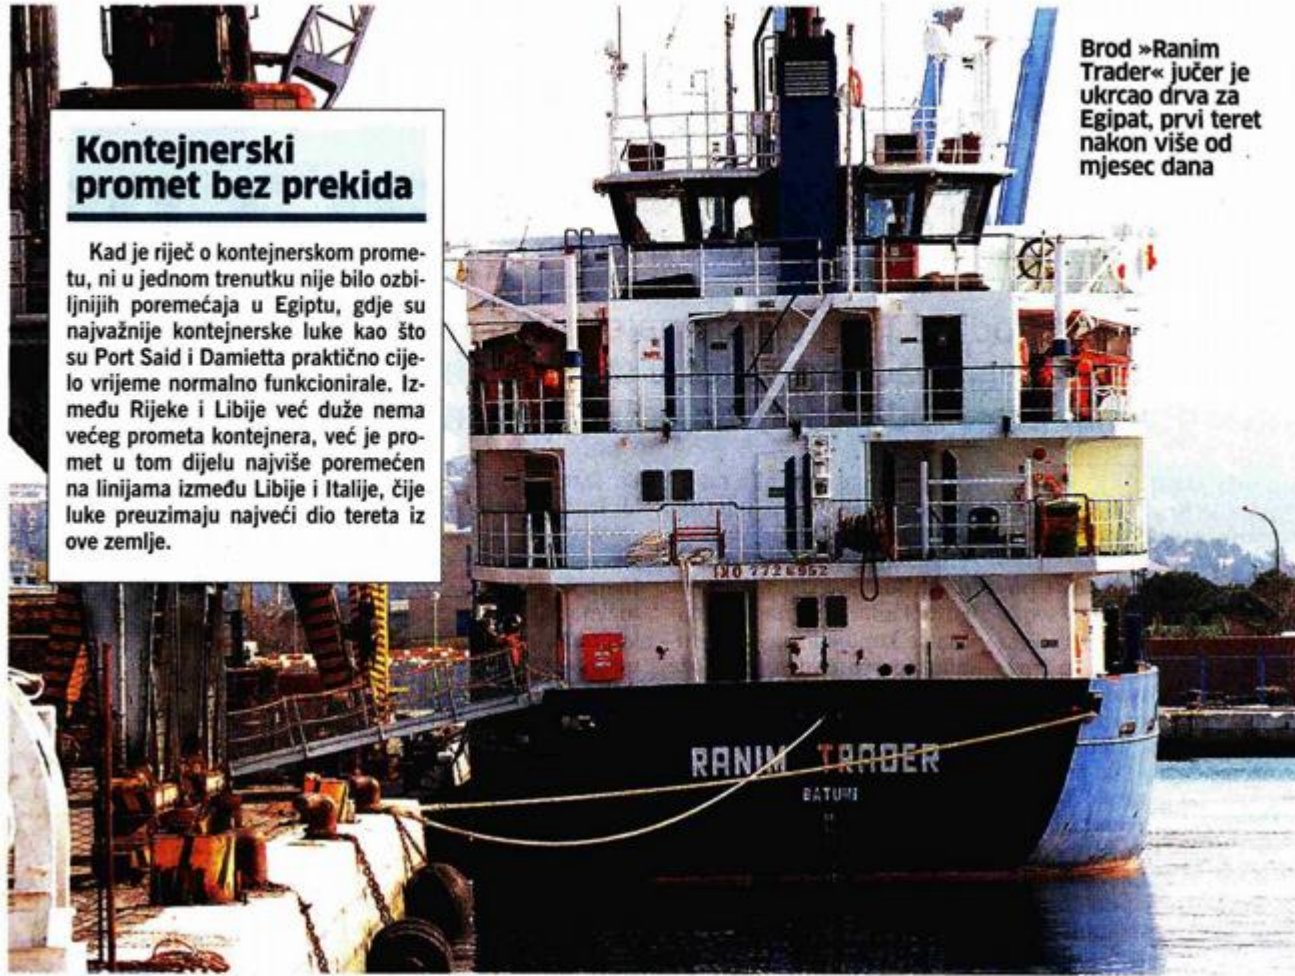 Kontejnerski
promet bez prekida
Kad je riječ o kontejnerskom prome-
tu, ni u jednom trenutku nije bilo ozbi-
ljnijih poremećaja u Egiptu, gdje su
najvažnije kontejnerske luke kao što
su Port Said i Damietta praktično cije-
lo vrijeme normalno funkcionirale. Iz-
među Rijeke i Libije već duže nema
većeg prometa kontejnera, već je pro-
met u tom dijelu najviše poremećen
na linijama između Libije i Italije, čije
luke preuzimaju najveći dio tereta iz
ove zemlje.
Brod »Ranim
Trader« jučer je
ukrcao drva za
Egipat, prvi teret
nakon više od
mjesec dana
RANIM TRADER